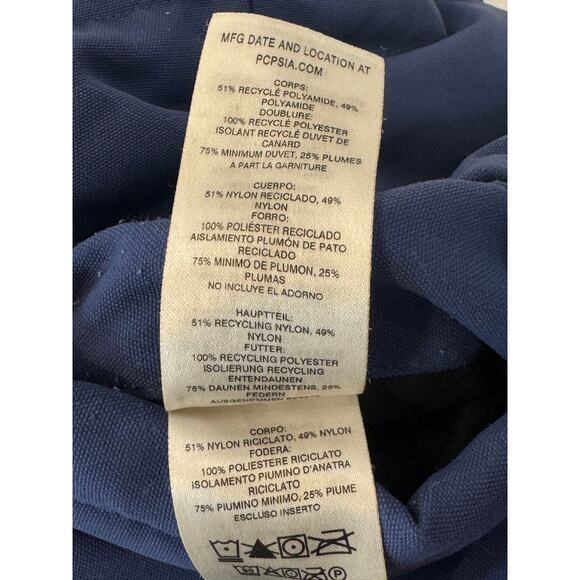 MFG DATE AND LOCATION AT
PCPSIA.COM
CORPS:
51% RECYCLÉ POLYAMIDE, 49%
POLYAMIDE
DOUBLURE:
100% RECYCLÉ POLYESTER
ISOLANT RECYCLÉ DUVET DE
CANARD
75% MINIMUM DUVET, 25% PLUMES
A PART LA GARNITURE
CUERPO:
51% NYLON RECICLADO, 49%
NYLON
FORRO:
100% POLIÉSTER RECICLADO
AISLAMIENTO PLUMÓN DE PATO
RECICLADO
75% MINIMO DE PLUMON, 25%
PLUMAS
NO INCLUYE EL ADORNO
HAUPTTEIL:
51% RECYCLING NYLON, 49%
NYLON
FUTTER:
100% RECYCLING POLYESTER
ISOLIERUNG RECYCLING
ENTENDAUNEN
75% DAUNEN MINDESTENS, 25%
FEDERN
AUSGENOMMEN
CORPO:
51% NYLON RICICLATO, 49% NYLON
FODERA:
100% POLIESTERE RICICLATO
ISOLAMENTO PIUMINO D'ANATRA
RICICLATO
75% PIUMINO MINIMO, 25% PIUME
ESCLUSO INSERTO